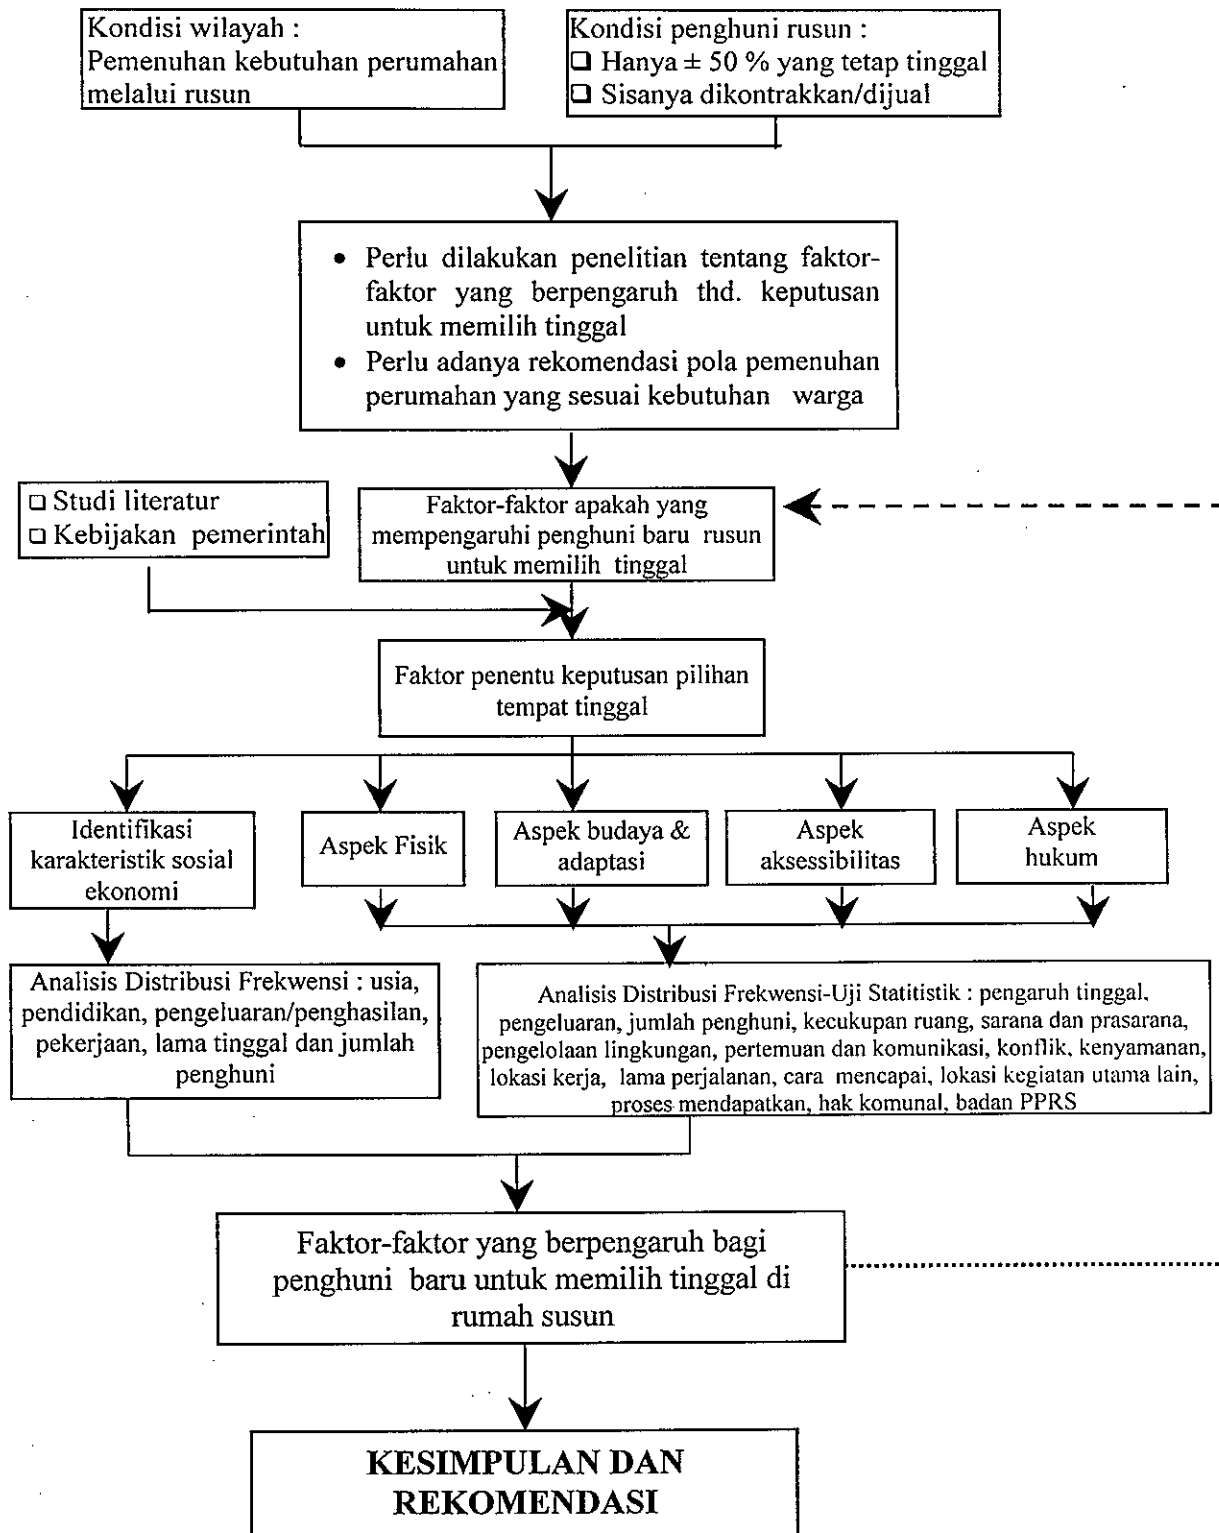 Kondisi wilayah :
Pemenuhan kebutuhan perumahan
melalui rusun
Kondisi penghuni rusun :
❑ Hanya ± 50 % yang tetap tinggal
❑ Sisanya dikontrakkan/dijual
• Perlu dilakukan penelitian tentang faktor-
faktor yang berpengaruh thd. keputusan
untuk memilih tinggal
• Perlu adanya rekomendasi pola pemenuhan
perumahan yang sesuai kebutuhan warga
❑ Studi literatur
❑ Kebijakan pemerintah
Faktor-faktor apakah yang
mempengaruhi penghuni baru rusun
untuk memilih tinggal
Faktor penentu keputusan pilihan
tempat tinggal
Identifikasi
karakteristik sosial
ekonomi
Aspek Fisik
Aspek budaya &
adaptasi
Aspek
aksessibilitas
Aspek
hukum
Analisis Distribusi Frekwensi : usia,
pendidikan, pengeluaran/penghasilan,
pekerjaan, lama tinggal dan jumlah
penghuni
Analisis Distribusi Frekwensi-Uji Statitistik : pengaruh tinggal,
pengeluaran, jumlah penghuni, kecukupan ruang, sarana dan prasarana,
pengelolaan lingkungan, pertemuan dan komunikasi, konflik, kenyamanan,
lokasi kerja, lama perjalanan, cara mencapai, lokasi kegiatan utama lain,
proses mendapatkan, hak komunal, badan PPRS
Faktor-faktor yang berpengaruh bagi
penghuni baru untuk memilih tinggal di
rumah susun
KESIMPULAN DAN
REKOMENDASI